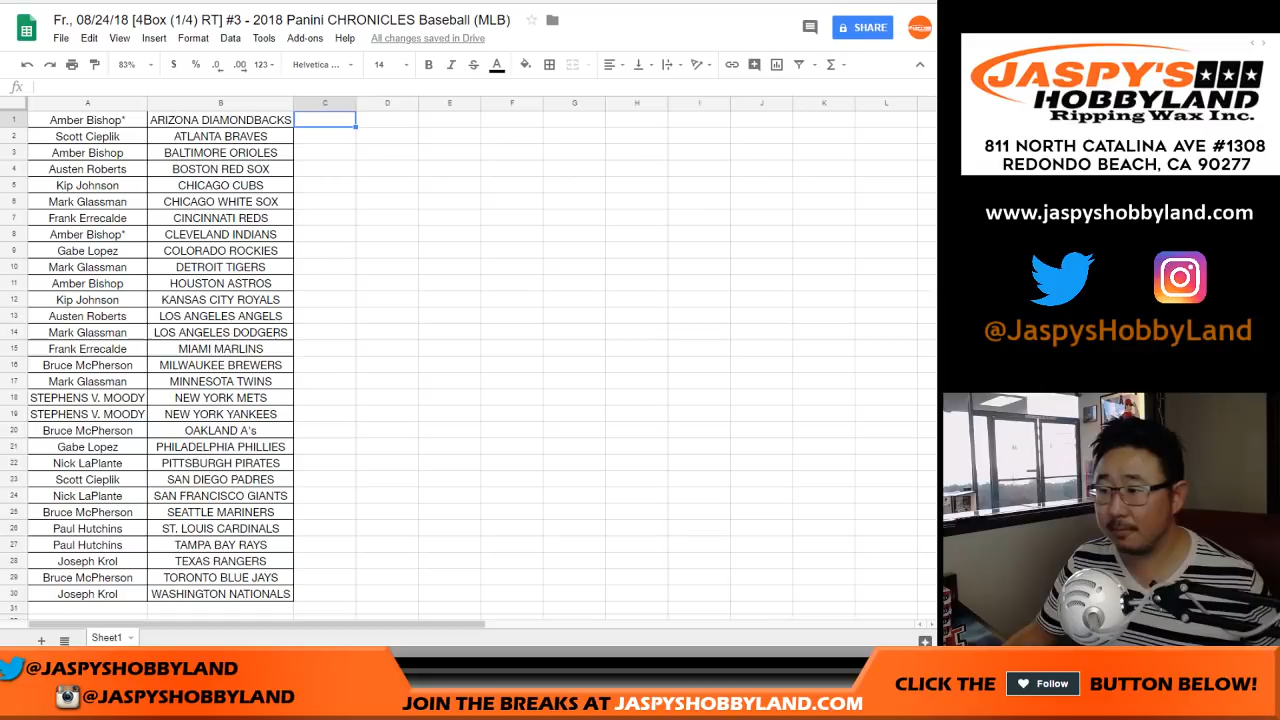 Fr., 08/24/18 [4Box (1/4) RT] #3 - 2018 Panini CHRONICLES Baseball (MLB)
File Edit View Insert Format Data Tools Add-ons Help All changes saved in Drive
SHARE
83% $ % .0 .00 123 Helvetica ... 14 B I S A
fx
A B C D E F G H I J K L
1 Amber Bishop* ARIZONA DIAMONDBACKS
2 Scott Cieplik ATLANTA BRAVES
3 Amber Bishop BALTIMORE ORIOLES
4 Austen Roberts BOSTON RED SOX
5 Kip Johnson CHICAGO CUBS
6 Mark Glassman CHICAGO WHITE SOX
7 Frank Errecalde CINCINNATI REDS
8 Amber Bishop* CLEVELAND INDIANS
9 Gabe Lopez COLORADO ROCKIES
10 Mark Glassman DETROIT TIGERS
11 Amber Bishop HOUSTON ASTROS
12 Kip Johnson KANSAS CITY ROYALS
13 Austen Roberts LOS ANGELES ANGELS
14 Mark Glassman LOS ANGELES DODGERS
15 Frank Errecalde MIAMI MARLINS
16 Bruce McPherson MILWAUKEE BREWERS
17 Mark Glassman MINNESOTA TWINS
18 STEPHENS V. MOODY NEW YORK METS
19 STEPHENS V. MOODY NEW YORK YANKEES
20 Bruce McPherson OAKLAND A's
21 Gabe Lopez PHILADELPHIA PHILLIES
22 Nick LaPlante PITTSBURGH PIRATES
23 Scott Cieplik SAN DIEGO PADRES
24 Nick LaPlante SAN FRANCISCO GIANTS
25 Bruce McPherson SEATTLE MARINERS
26 Paul Hutchins ST. LOUIS CARDINALS
27 Paul Hutchins TAMPA BAY RAYS
28 Joseph Krol TEXAS RANGERS
29 Bruce McPherson TORONTO BLUE JAYS
30 Joseph Krol WASHINGTON NATIONALS
31
Sheet1
JASPY'S
HOBBYLAND
Ripping Wax Inc.
811 NORTH CATALINA AVE #1308
REDONDO BEACH, CA 90277
www.jaspyshobbyland.com
@JaspysHobbyLand
@JASPYSHOBBYLAND
@JASPYSHOBBYLAND
JOIN THE BREAKS AT JASPYSHOBBYLAND.COM
CLICK THE Follow BUTTON BELOW!